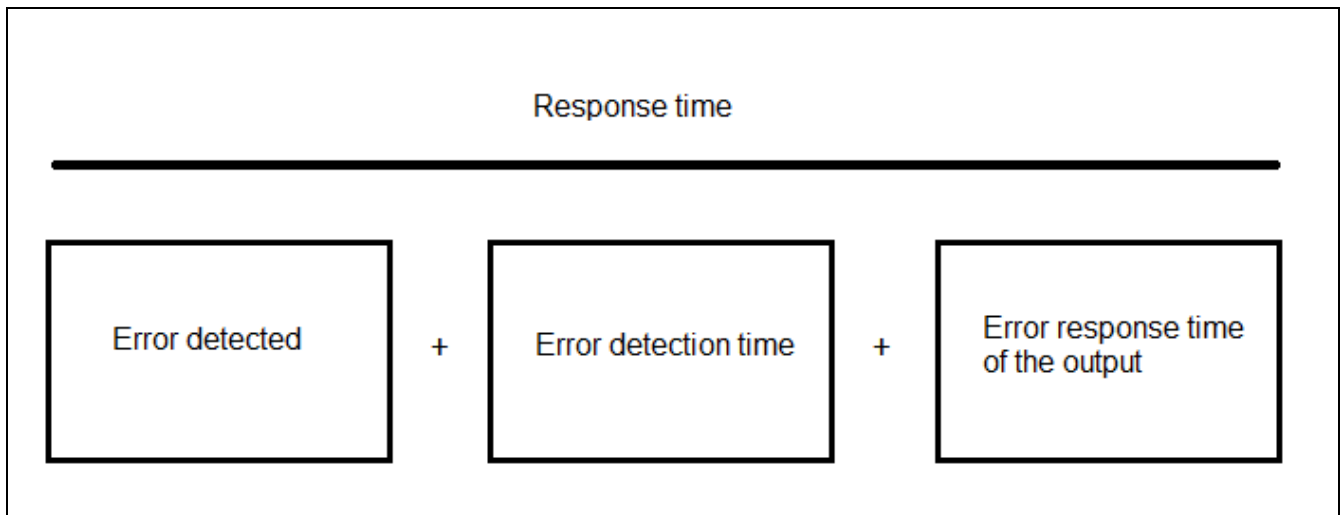 Response time
Error detected
+
Error detection time
+
Error response time
of the output